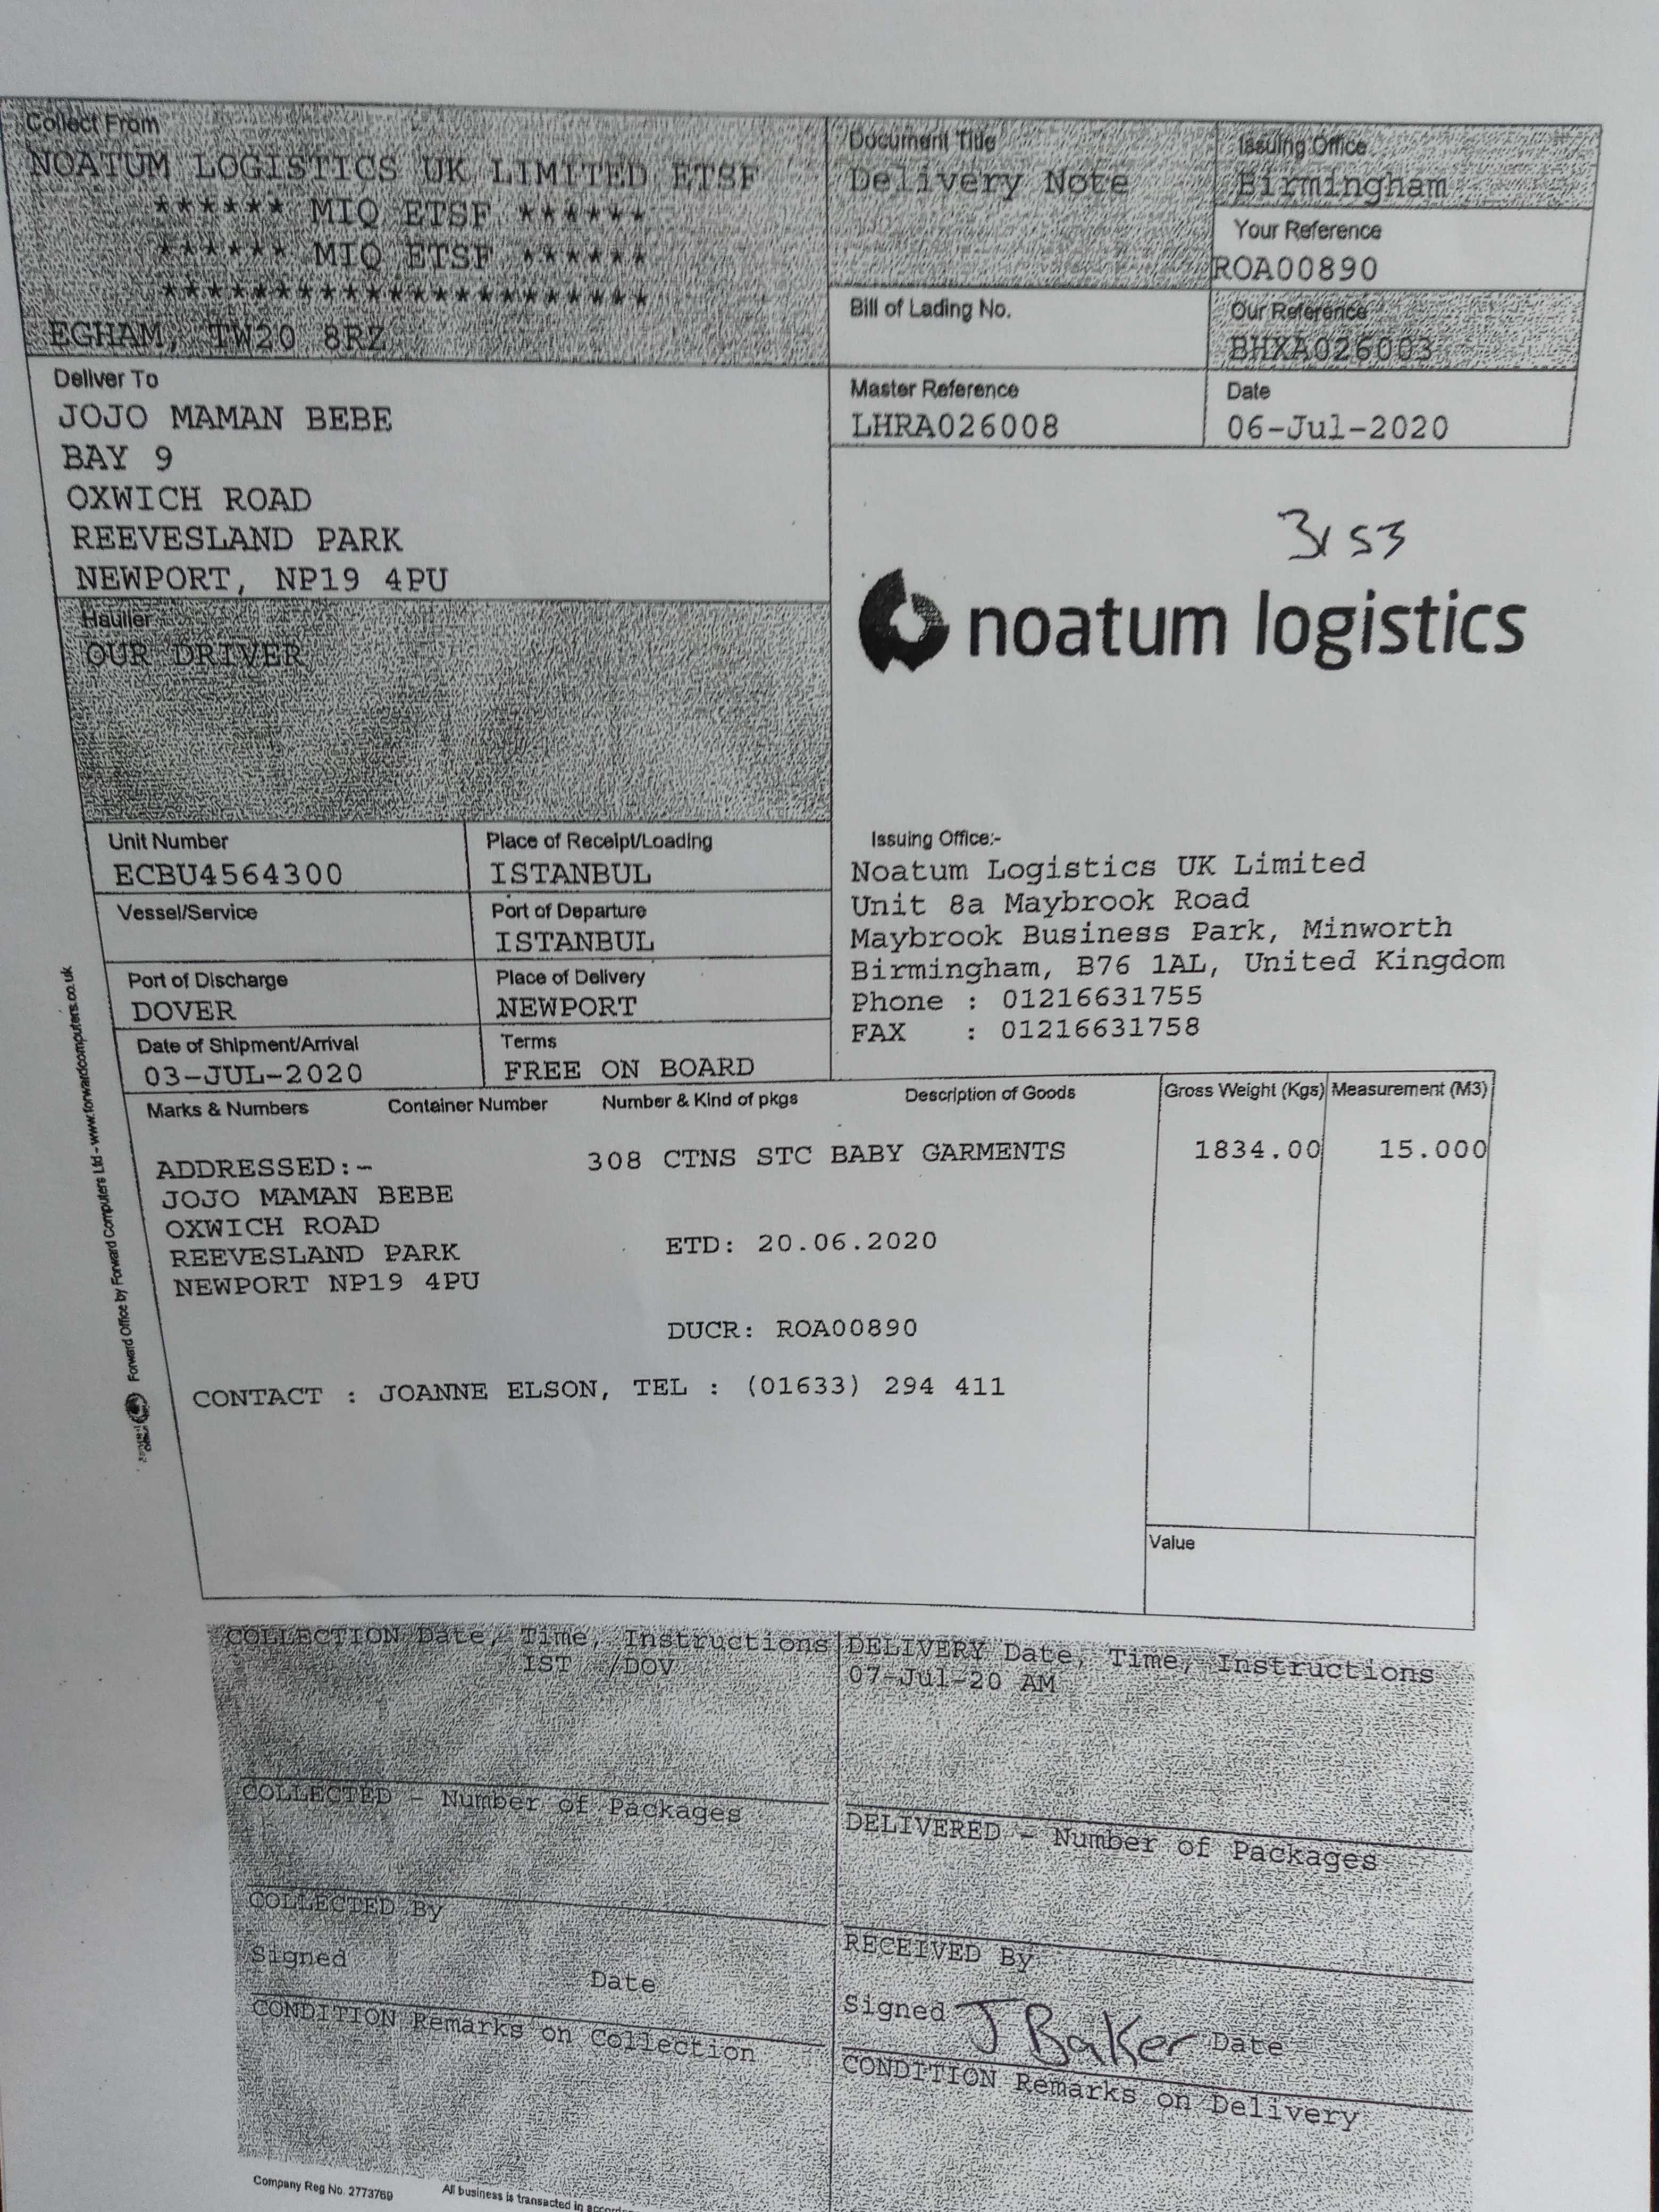 Collect From
NOATUM LOGISTICS UK LIMITED ETSF
****** MIQ ETSF ******
****** MIQ ETSF ******
**********************
EGHAM, TW20 8RZ
Document Title
Delivery Note
Issuing Office
Birmingham
Your Reference
ROA00890
Bill of Lading No.
Our Reference
BHXA026003
Deliver To
JOJO MAMAN BEBE
BAY 9
OXWICH ROAD
REEVESLAND PARK
NEWPORT, NP19 4PU
Master Reference
LHRA026008
Date
06-Jul-2020
noatum logistics
Haulier
OUR DRIVER
Unit Number
ECBU4564300
Place of Receipt/Loading
ISTANBUL
Vessel/Service
Port of Departure
ISTANBUL
Port of Discharge
DOVER
Place of Delivery
NEWPORT
Date of Shipment/Arrival
03-JUL-2020
Terms
FREE ON BOARD
Issuing Office:-
Noatum Logistics UK Limited
Unit 8a Maybrook Road
Maybrook Business Park, Minworth
Birmingham, B76 1AL, United Kingdom
Phone : 01216631755
FAX : 01216631758
Marks & Numbers Container Number Number & Kind of pkgs Description of Goods Gross Weight (Kgs) Measurement (M3)
ADDRESSED:- 308 CTNS STC BABY GARMENTS 1834.00 15.000
JOJO MAMAN BEBE
OXWICH ROAD
REEVESLAND PARK ETD: 20.06.2020
NEWPORT NP19 4PU
DUCR: ROA00890
CONTACT : JOANNE ELSON, TEL : (01633) 294 411
Value
Forward Office by Forward Computers Ltd - www.forwardcomputers.co.uk
COLLECTION Date, Time, Instructions
IST /DOV
DELIVERY Date, Time, Instructions
07-Jul-20 AM
COLLECTED - Number of Packages
DELIVERED - Number of Packages
COLLECTED By
Signed
Date
RECEIVED By
Signed J Baker Date
CONDITION Remarks on Collection
CONDITION Remarks on Delivery
Company Reg No. 2773769 All business is transacted in